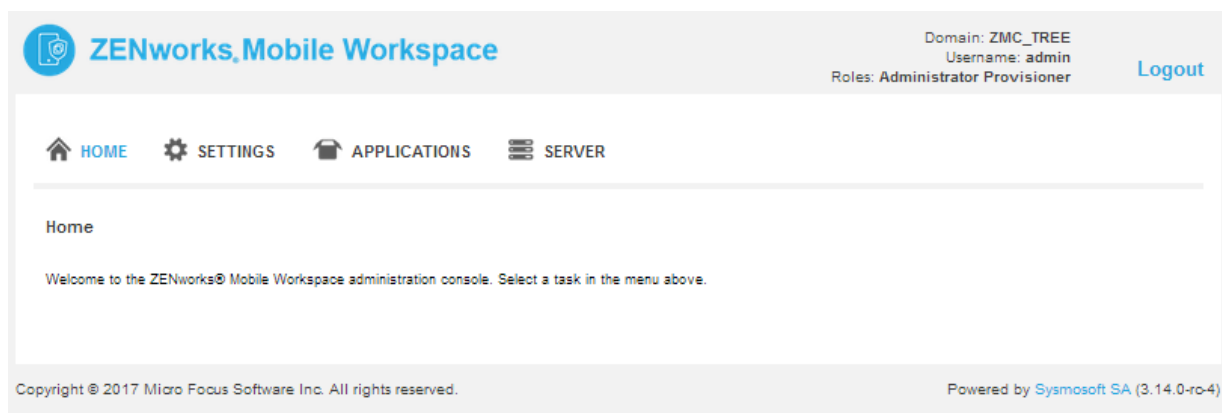 ZENworks® Mobile Workspace
Domain: ZMC_TREE
Username: admin
Roles: Administrator Provisioner
Logout
HOME SETTINGS APPLICATIONS SERVER
Home
Welcome to the ZENworks® Mobile Workspace administration console. Select a task in the menu above.
Copyright © 2017 Micro Focus Software Inc. All rights reserved.
Powered by Sysmosoft SA (3.14.0-rc-4)